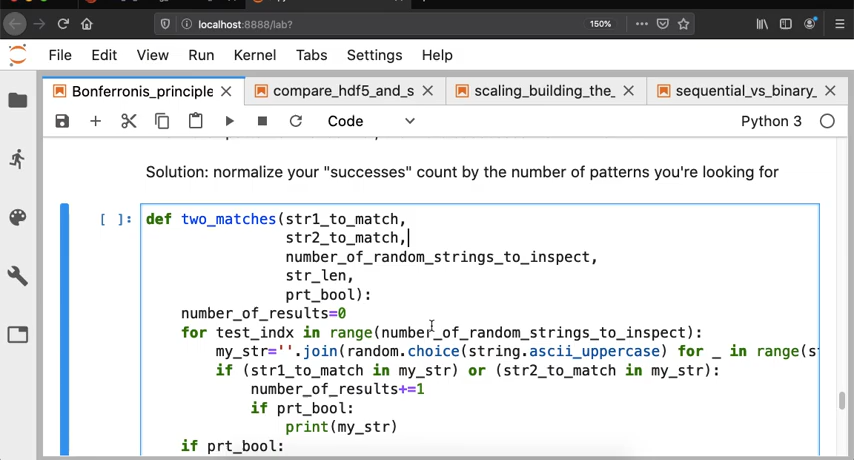 localhost:8888/lab?
150%
File Edit View Run Kernel Tabs Settings Help
Bonferronis_principle
compare_hdf5_and_s
scaling_building_the_
sequential_vs_binary_
Code
Python 3
Solution: normalize your "successes" count by the number of patterns you're looking for
[ ]: def two_matches(str1_to_match,
str2_to_match,
number_of_random_strings_to_inspect,
str_len,
prt_bool):
number_of_results=0
for test_indx in range(number_of_random_strings_to_inspect):
my_str=''.join(random.choice(string.ascii_uppercase) for _ in range(st
if (str1_to_match in my_str) or (str2_to_match in my_str):
number_of_results+=1
if prt_bool:
print(my_str)
if prt_bool: